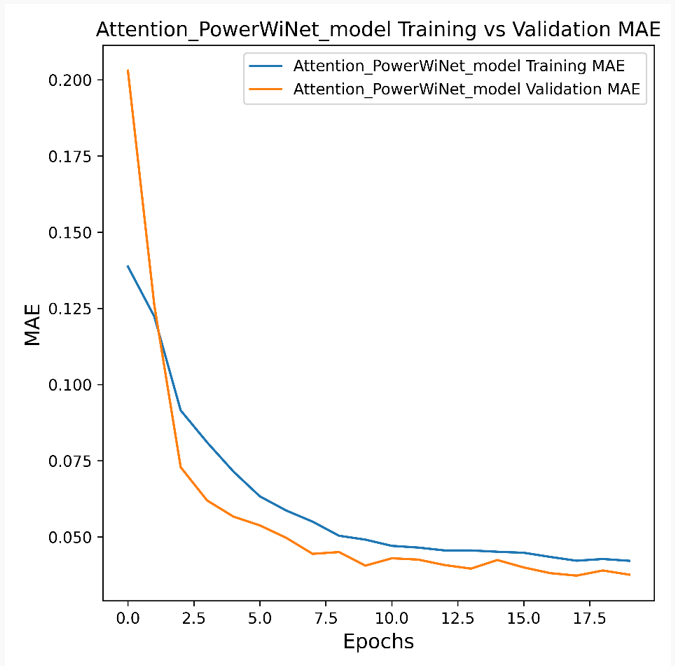 Attention_PowerWiNet_model Training vs Validation MAE
Attention_PowerWiNet_model Training MAE
Attention_PowerWiNet_model Validation MAE
0.200
0.175
0.150
0.125
0.100
0.075
0.050
MAE
0.0 2.5 5.0 7.5 10.0 12.5 15.0 17.5
Epochs